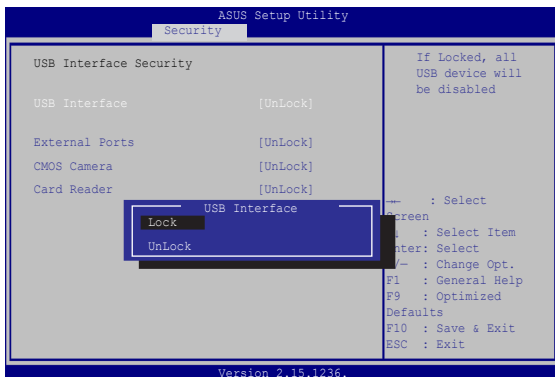 ASUS Setup Utility
Security
USB Interface Security
USB Interface [UnLock]
External Ports [UnLock]
CMOS Camera [UnLock]
Card Reader [UnLock]
USB Interface
Lock
UnLock
If Locked, all
USB device will
be disabled
→← : Select
Screen
: Select Item
Enter: Select
: Change Opt.
F1 : General Help
F9 : Optimized
Defaults
F10 : Save & Exit
ESC : Exit
Version 2.15.1236.